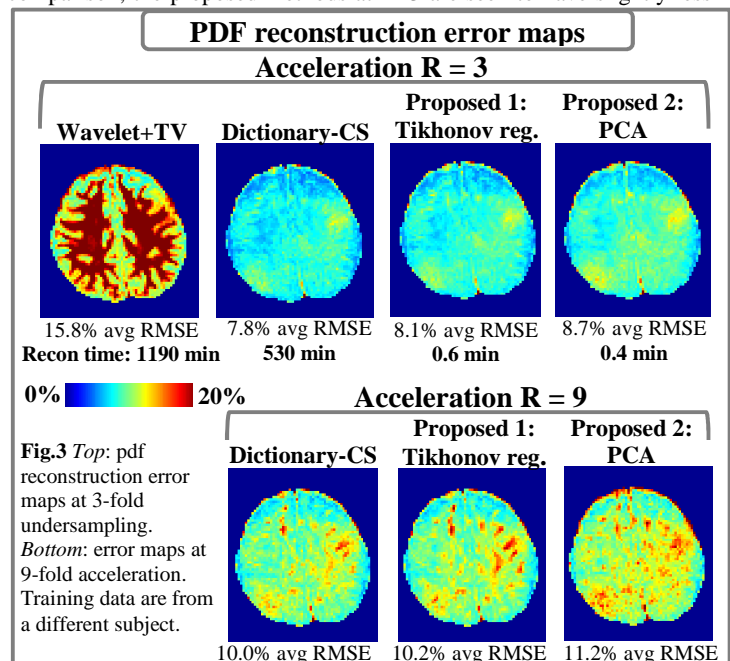 PDF reconstruction error maps
Acceleration R = 3
Wavelet+TV
Dictionary-CS
Proposed 1:
Tikhonov reg.
Proposed 2:
PCA
15.8% avg RMSE
7.8% avg RMSE
8.1% avg RMSE
8.7% avg RMSE
Recon time: 1190 min
530 min
0.6 min
0.4 min
0%
20%
Acceleration R = 9
Dictionary-CS
Proposed 1:
Tikhonov reg.
Proposed 2:
PCA
Fig.3 Top: pdf
reconstruction error
maps at 3-fold
undersampling.
Bottom: error maps at
9-fold acceleration.
Training data are from
a different subject.
10.0% avg RMSE
10.2% avg RMSE
11.2% avg RMSE